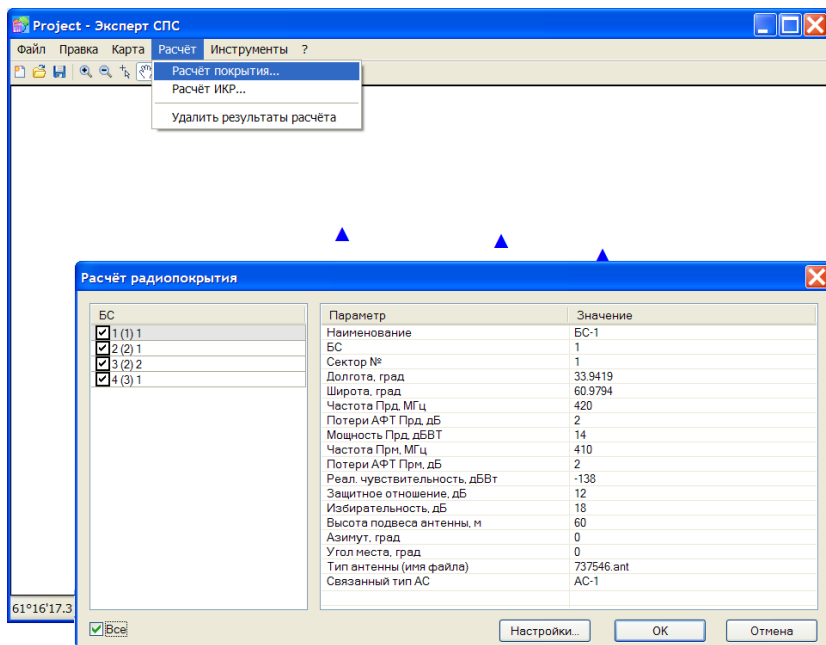 Project - Эксперт СПС
Файл Правка Карта Расчёт Инструменты ?
Расчёт покрытия...
Расчёт ИКР...
Удалить результаты расчёта
Расчёт радиопокрытия
БС
1 (1) 1
2 (2) 1
3 (2) 2
4 (3) 1
Параметр Значение
Наименование БС-1
БС 1
Сектор № 1
Долгота, град 33.9419
Широта, град 60.9794
Частота Прд, МГц 420
Потери АФТ Прд, дБ 2
Мощность Прд, дБВТ 14
Частота Прм, МГц 410
Потери АФТ Прм, дБ 2
Реал. чувствительность, дБВт -138
Защитное отношение, дБ 12
Избирательность, дБ 18
Высота подвеса антенны, м 60
Азимут, град 0
Угол места, град 0
Тип антенны (имя файла) 737546.ant
Связанный тип АС АС-1
61°16'17.3
Все
Настройки... OK Отмена